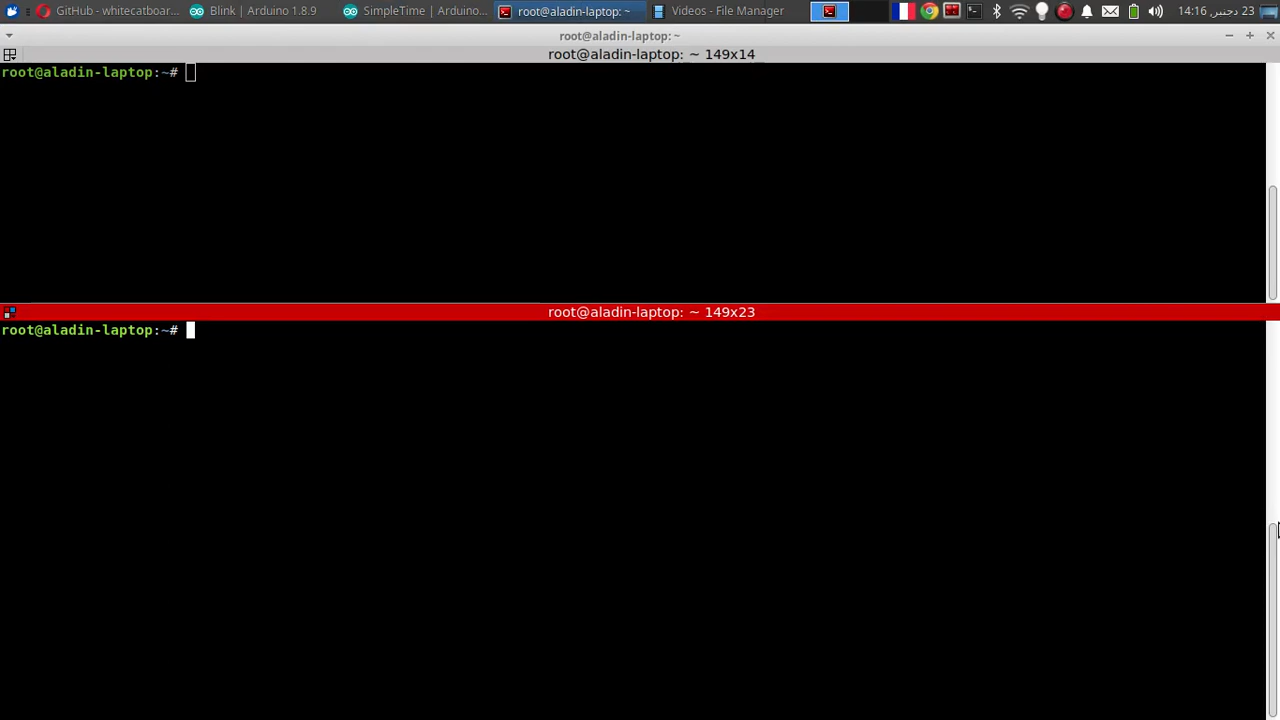 GitHub - whitecatboar...
Blink | Arduino 1.8.9
SimpleTime | Arduino...
root@aladin-laptop: ~
Videos - File Manager
14:16 ,23 دجنبر
root@aladin-laptop: ~
root@aladin-laptop: ~ 149x14
root@aladin-laptop:~#
root@aladin-laptop: ~ 149x23
root@aladin-laptop:~#